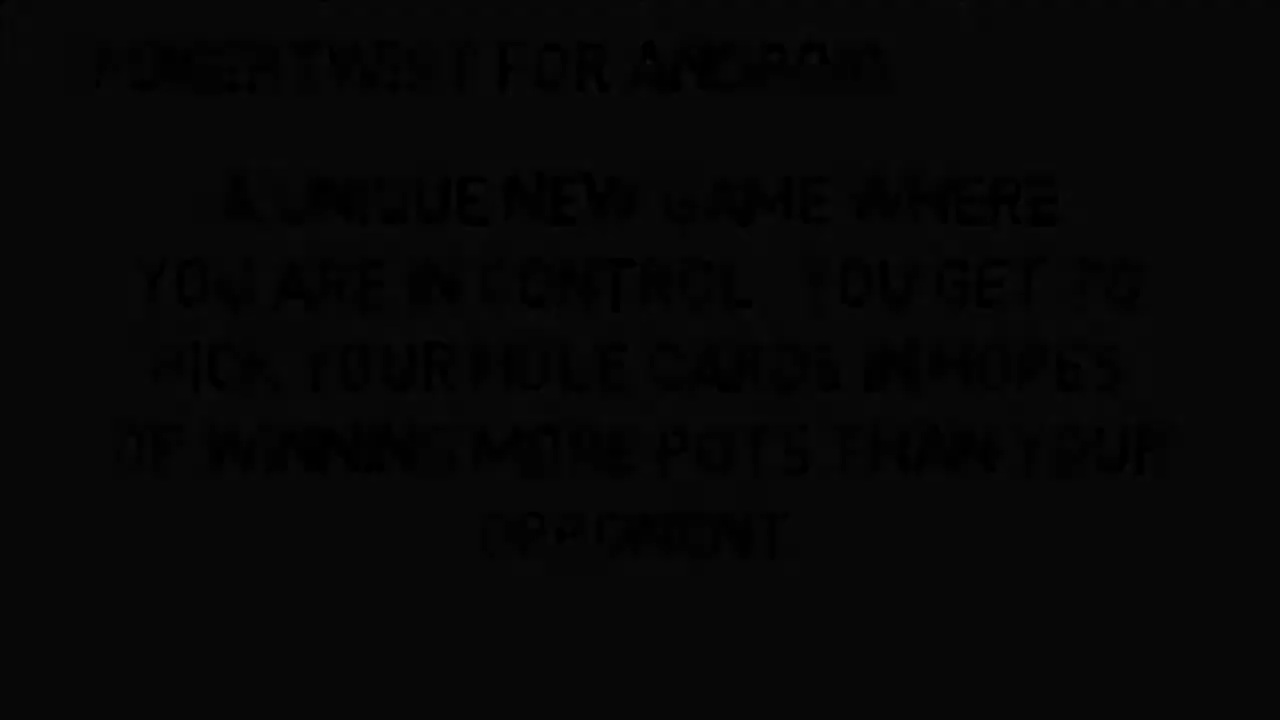 POKER TWIST FOR ANDROID
A UNIQUE NEW GAME WHERE
YOU ARE IN CONTROL. YOU GET TO
PICK YOUR HOLE CARDS IN HOPES
OF WINNING MORE POTS THAN YOUR
OPPONENT